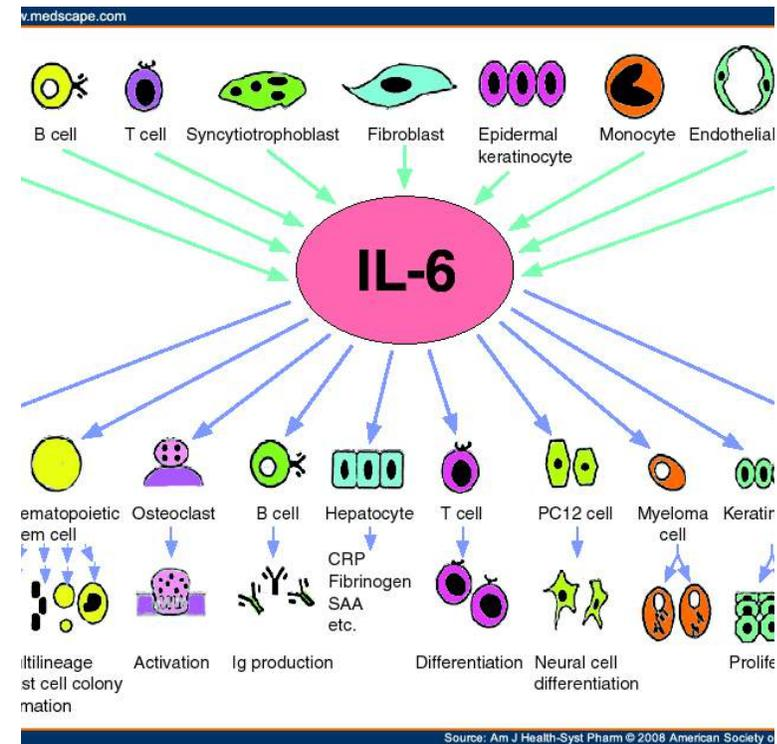 w.medscape.com
B cell
T cell
Syncytiotrophoblast
Fibroblast
Epidermal
keratinocyte
Monocyte
Endothelial
IL-6
ematopoietic
em cell
Osteoclast
B cell
Hepatocyte
T cell
PC12 cell
Myeloma
cell
Keratin
CRP
Fibrinogen
SAA
etc.
ltilineage
st cell colony
mation
Activation
Ig production
Differentiation
Neural cell
differentiation
Prolife
Source: Am J Health-Syst Pharm © 2008 American Society o